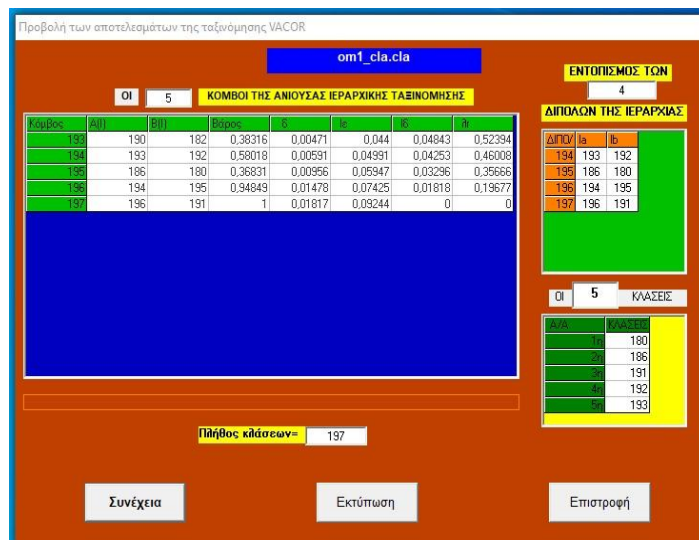 Προβολή των αποτελεσμάτων της ταξινόμησης VACOR
om1_cla.cla
ΟΙ 5 ΚΟΜΒΟΙ ΤΗΣ ΑΝΙΟΥΣΑΣ ΙΕΡΑΡΧΙΚΗΣ ΤΑΞΙΝΟΜΗΣΗΣ
Κόμβος Α(Ι) Β(Ι) Βάρος δ Ιε Ιδ λr
193 190 182 0,38316 0,00471 0,044 0,04843 0,52394
194 193 192 0,58018 0,00591 0,04991 0,04253 0,46008
195 186 180 0,36831 0,00956 0,05947 0,03296 0,35666
196 194 195 0,94849 0,01478 0,07425 0,01818 0,19677
197 196 191 1 0,01817 0,09244 0 0
ΕΝΤΟΠΙΣΜΟΣ ΤΩΝ
4
ΔΙΠΟΛΩΝ ΤΗΣ ΙΕΡΑΡΧΙΑΣ
ΔΙΠΟ/ Ia Ib
194 193 192
195 186 180
196 194 195
197 196 191
ΟΙ 5 ΚΛΑΣΕΙΣ
Α/Α ΚΛΑΣΕΙΣ
1η 180
2η 186
3η 191
4η 192
5η 193
Πλήθος κλάσεων= 197
Συνέχεια Εκτύπωση Επιστροφή